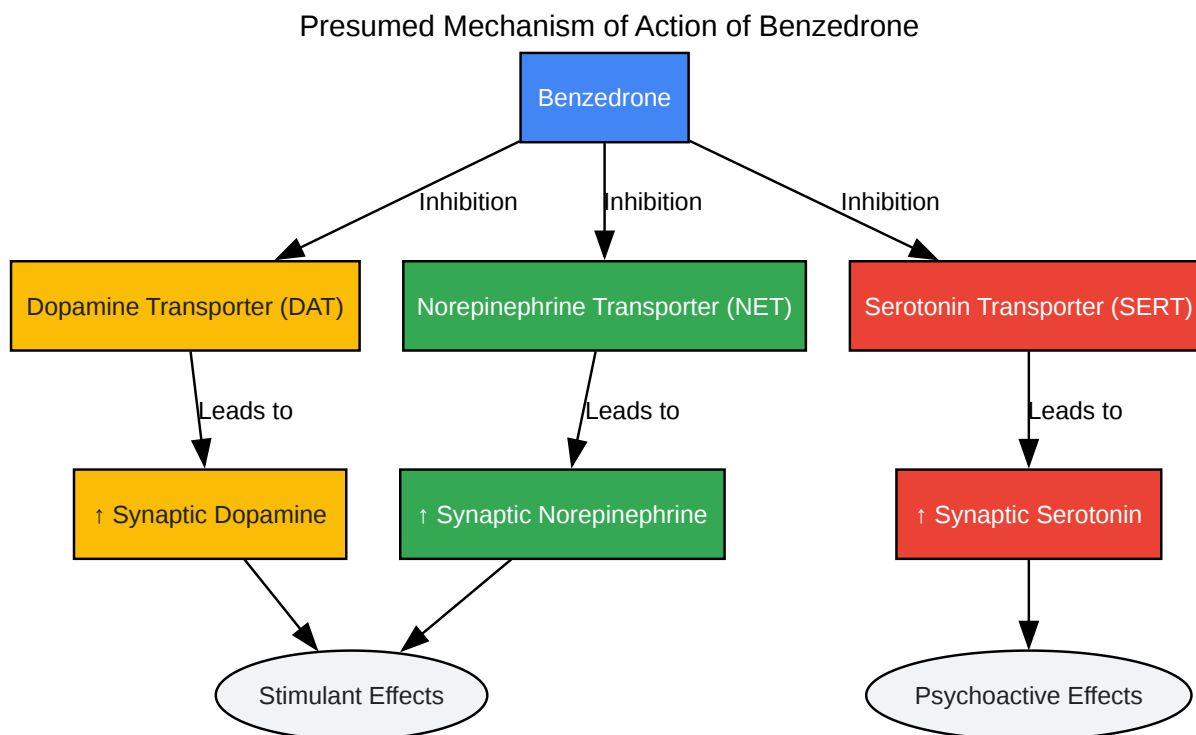 Presumed Mechanism of Action of Benzedrone
Benzedrone
Inhibition
Inhibition
Inhibition
Dopamine Transporter (DAT)
Norepinephrine Transporter (NET)
Serotonin Transporter (SERT)
Leads to
Leads to
Leads to
↑ Synaptic Dopamine
↑ Synaptic Norepinephrine
↑ Synaptic Serotonin
Stimulant Effects
Psychoactive Effects